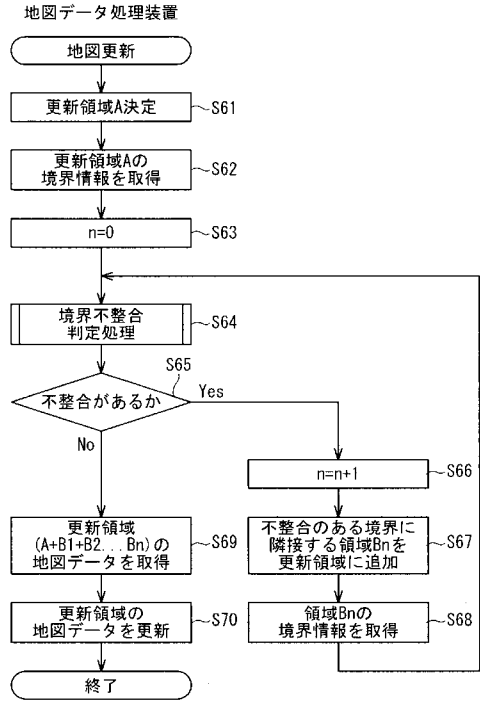 地図データ処理装置
地図更新
更新領域A決定
S61
更新領域Aの
境界情報を取得
S62
n=0
S63
境界不整合
判定処理
S64
S65
不整合があるか
Yes
No
n=n+1
S66
不整合のある境界に
隣接する領域Bnを
更新領域に追加
S67
領域Bnの
境界情報を取得
S68
更新領域
(A+B1+B2...Bn)の
地図データを取得
S69
更新領域の
地図データを更新
S70
終了